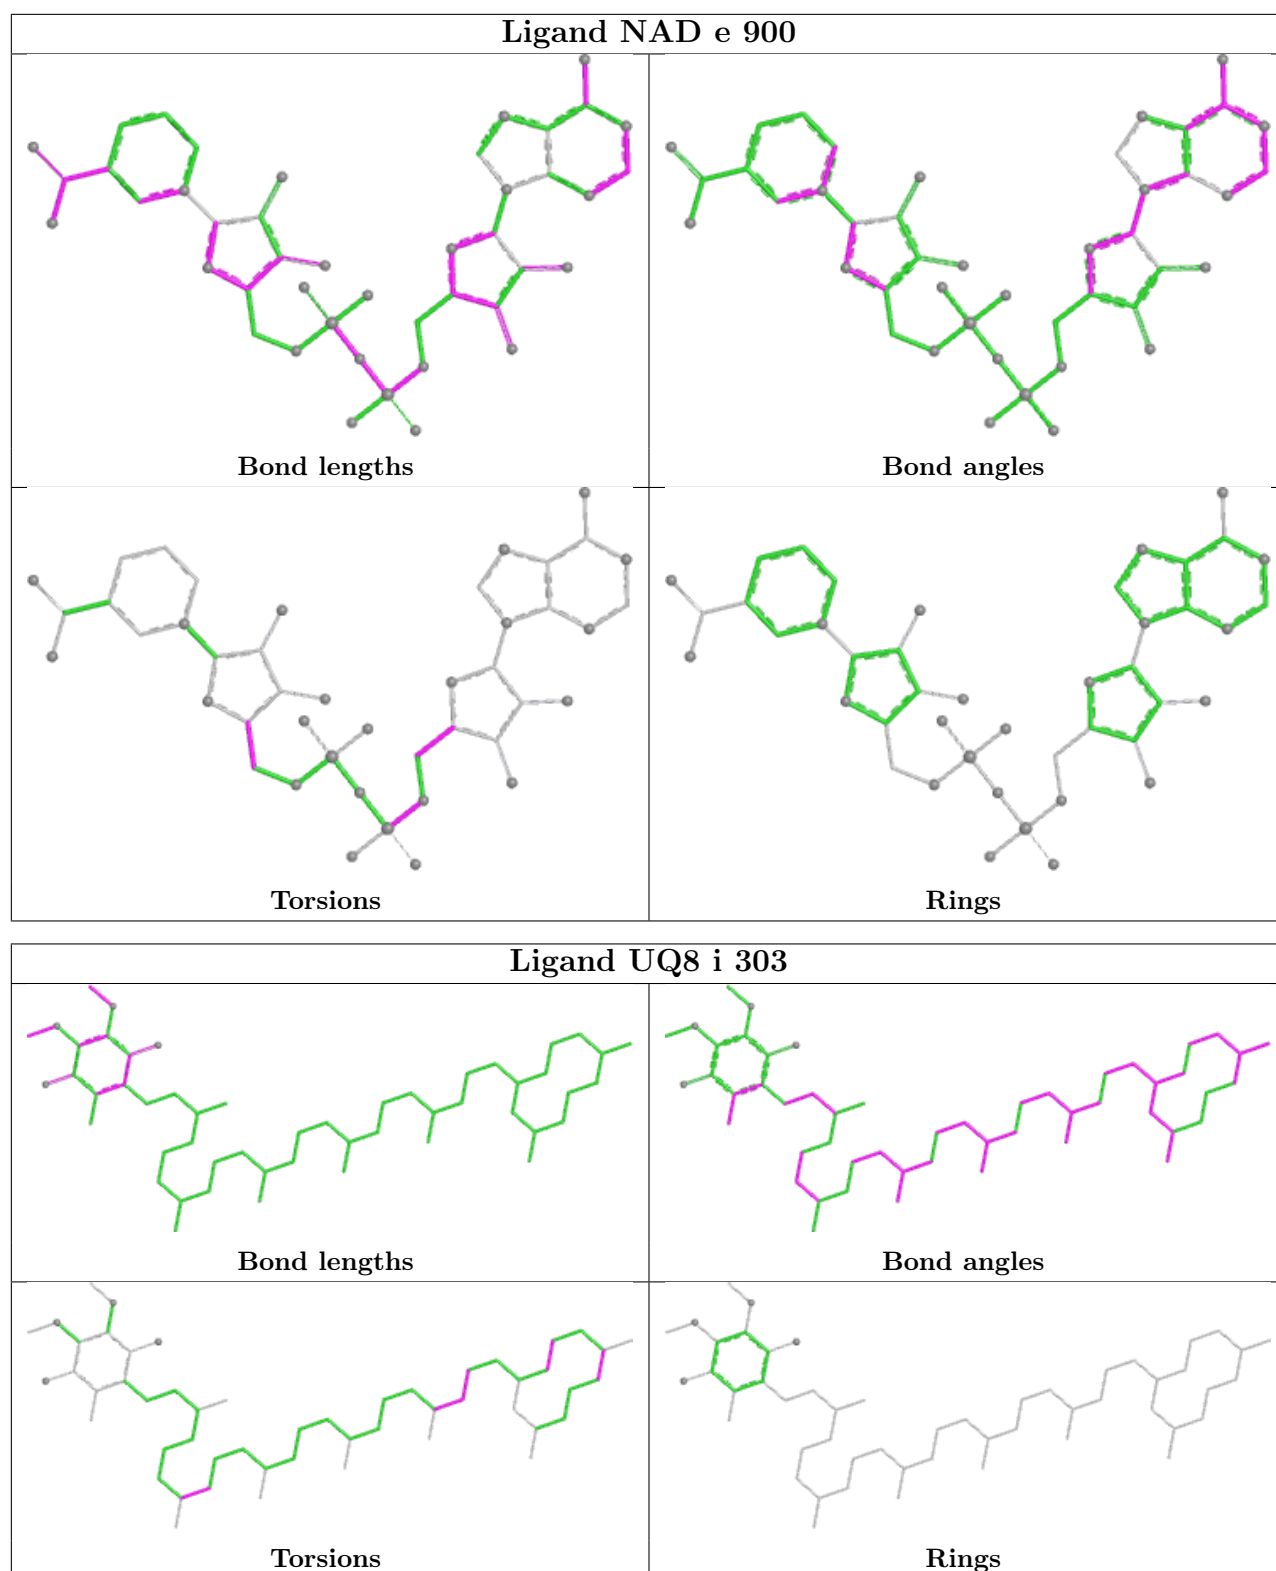 Ligand NAD e 900
Bond lengths
Bond angles
Torsions
Rings
Ligand UQ8 i 303
Bond lengths
Bond angles
Torsions
Rings